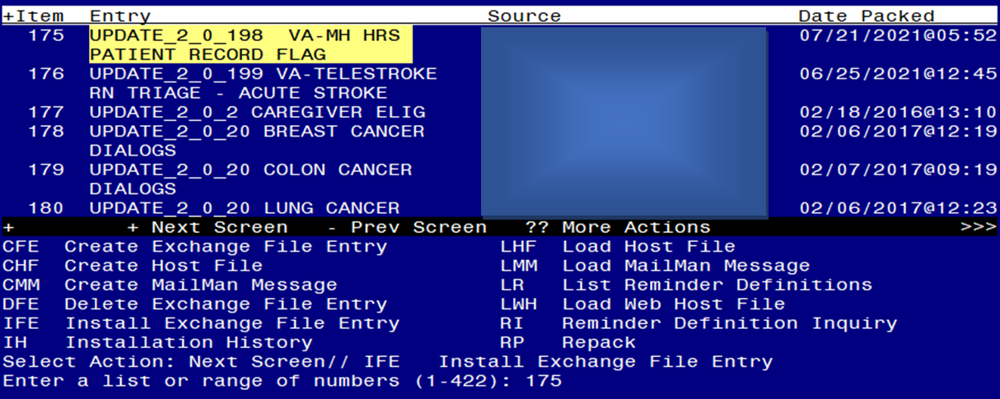 +Item  Entry                          Source                     Date Packed
175  UPDATE_2_0_198  VA-MH HRS  07/21/2021@05:52
PATIENT RECORD FLAG
176  UPDATE_2_0_199 VA-TELESTROKE  06/25/2021@12:45
RN TRIAGE - ACUTE STROKE
177  UPDATE_2_0_2 CAREGIVER ELIG  02/18/2016@13:10
178  UPDATE_2_0_20 BREAST CANCER  02/06/2017@12:19
DIALOGS
179  UPDATE_2_0_20 COLON CANCER  02/07/2017@09:19
DIALOGS
180  UPDATE_2_0_20 LUNG CANCER  02/06/2017@12:23
+         + Next Screen   - Prev Screen   ?? More Actions                   >>>
CFE  Create Exchange File Entry         LHF  Load Host File
CHF  Create Host File                   LMM  Load MailMan Message
CMM  Create MailMan Message             LR   List Reminder Definitions
DFE  Delete Exchange File Entry         LWH  Load Web Host File
IFE  Install Exchange File Entry        RI   Reminder Definition Inquiry
IH   Installation History               RP   Repack
Select Action: Next Screen// IFE   Install Exchange File Entry
Enter a list or range of numbers (1-422): 175